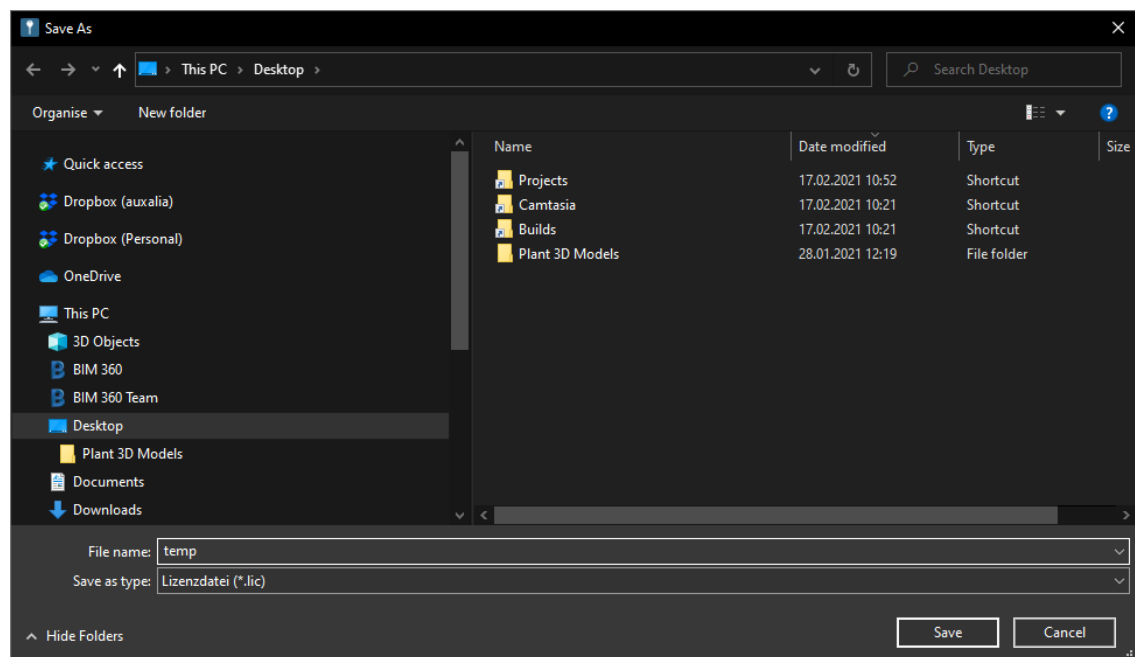 Save As
This PC > Desktop >
Search Desktop
Organise
New folder
Quick access
Dropbox (auxalia)
Dropbox (Personal)
OneDrive
This PC
3D Objects
BIM 360
BIM 360 Team
Desktop
Plant 3D Models
Documents
Downloads
Name Date modified Type Size
Projects 17.02.2021 10:52 Shortcut
Camtasia 17.02.2021 10:21 Shortcut
Builds 17.02.2021 10:21 Shortcut
Plant 3D Models 28.01.2021 12:19 File folder
File name: temp
Save as type: Lizenzdatei (*.lic)
Hide Folders
Save
Cancel